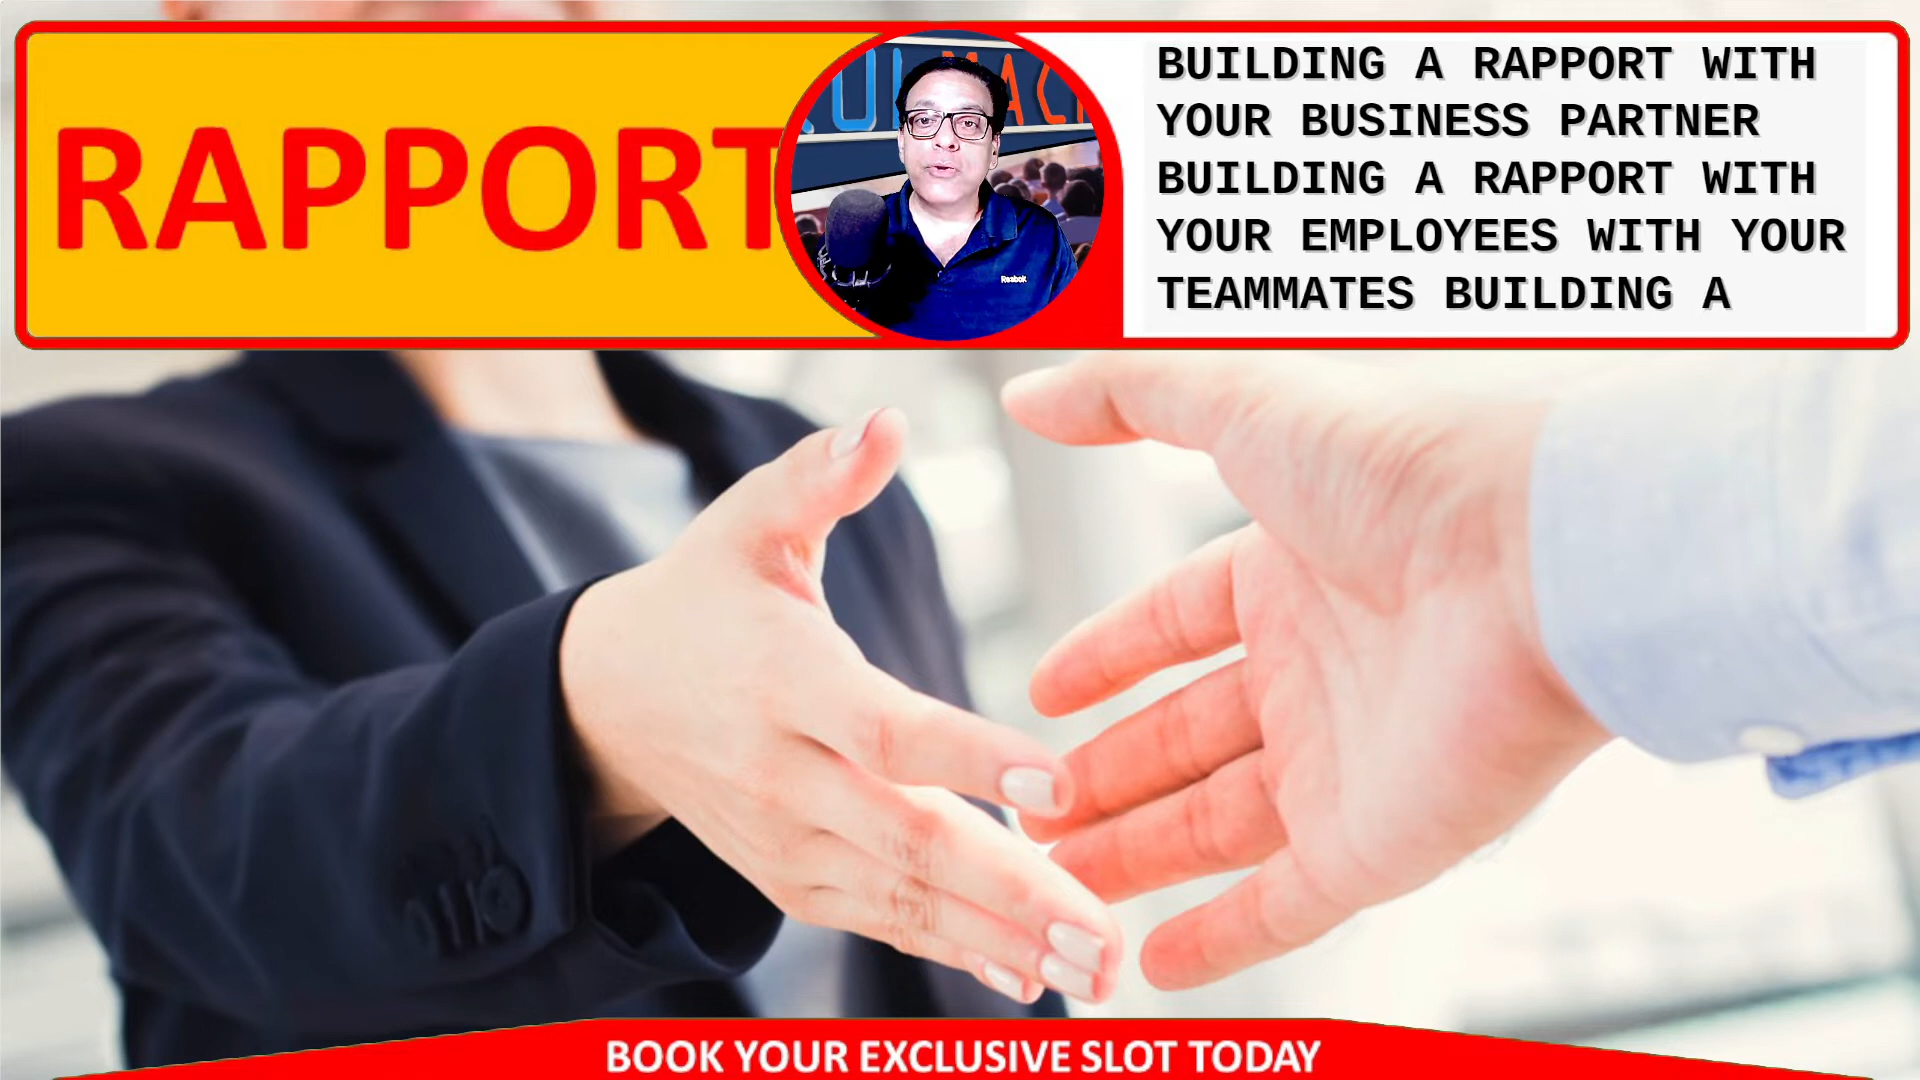 RAPPORT
BUILDING A RAPPORT WITH
YOUR BUSINESS PARTNER
BUILDING A RAPPORT WITH
YOUR EMPLOYEES WITH YOUR
TEAMMATES BUILDING A
Reebok
BOOK YOUR EXCLUSIVE SLOT TODAY